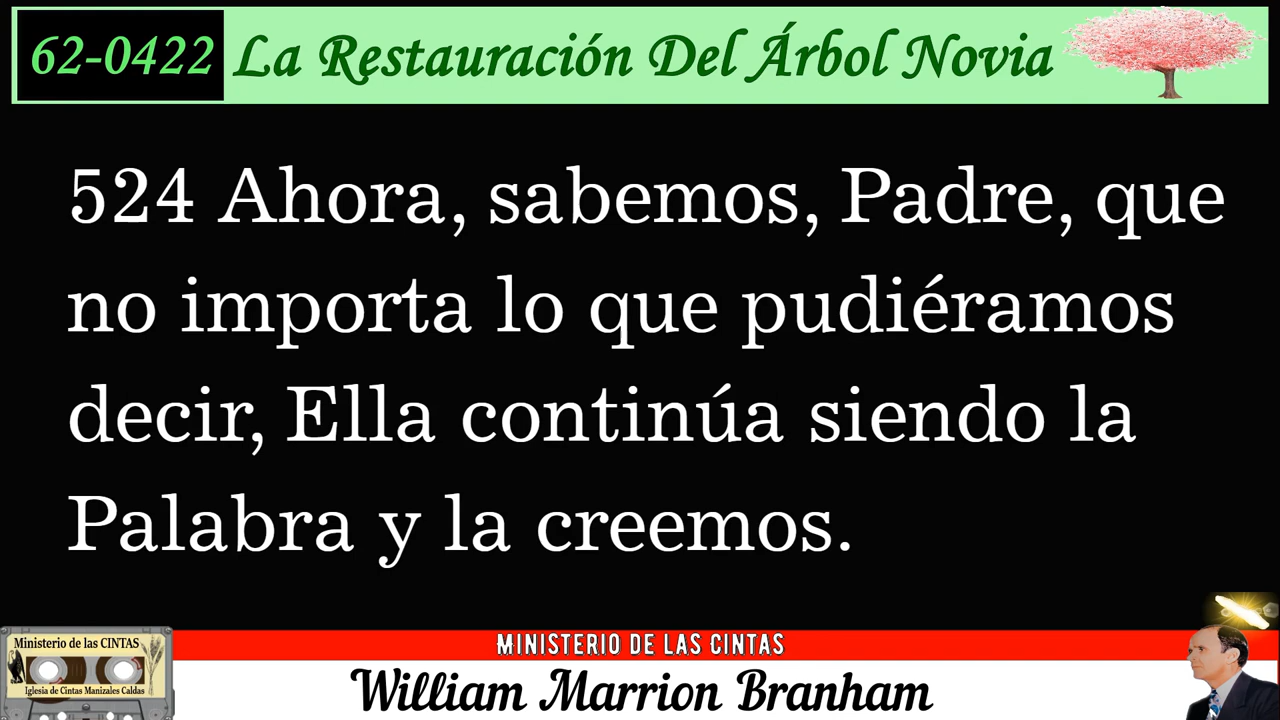 62-0422 La Restauración Del Árbol Novia
524 Ahora, sabemos, Padre, que
no importa lo que pudiéramos
decir, Ella continúa siendo la
Palabra y la creemos.
Ministerio de las CINTAS
Iglesia de Cintas Manizales Caldas
MINISTERIO DE LAS CINTAS
William Marrion Branham